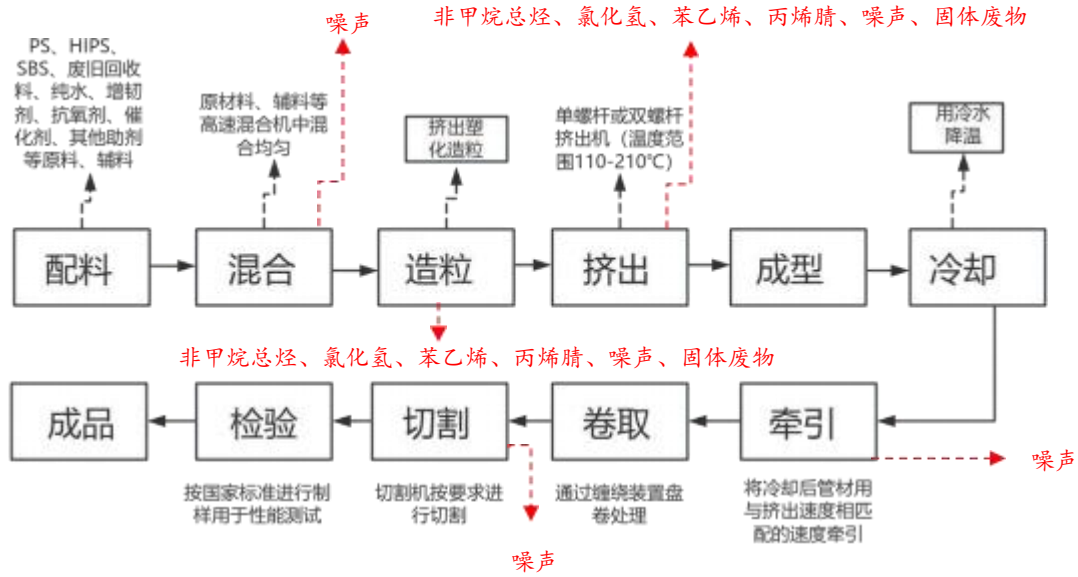 噪声
非甲烷总烃、氯化氢、苯乙烯、丙烯腈、噪声、固体废物
PS、HIPS、
SBS、废旧回收
料、纯水、增韧
剂、抗氧剂、催
化剂、其他助剂
等原料、辅料
原材料、辅料等
高速混合机中混
合均匀
挤出塑
化造粒
单螺杆或双螺杆
挤出机（温度范
围110-210℃）
用冷水
降温
配料
混合
造粒
挤出
成型
冷却
非甲烷总烃、氯化氢、苯乙烯、丙烯腈、噪声、固体废物
成品
检验
切割
卷取
牵引
噪声
按国家标准进行制
样用于性能测试
切割机按要求进
行切割
通过缠绕装置盘
卷处理
将冷却后管材用
与挤出速度相匹
配的速度牵引
噪声